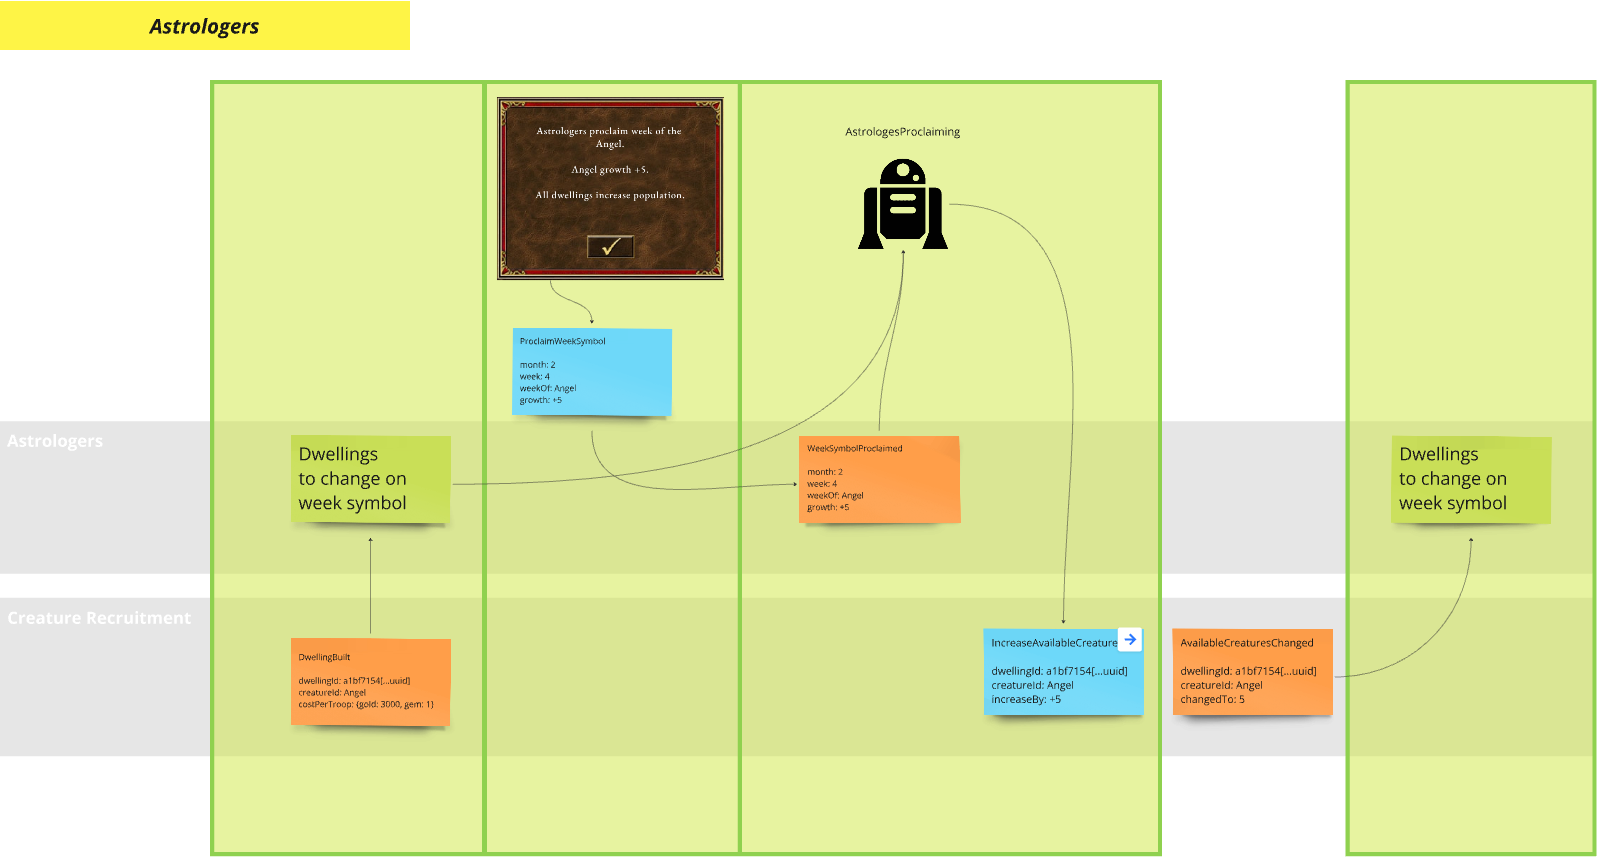 Astrologers
Astrologers proclaim week of the
Angel.
Angel growth +5.
All dwellings increase population.
AstrologesProclaiming
ProclaimWeekSymbol
month: 2
week: 4
weekOf: Angel
growth: +5
Astrologers
Dwellings
to change on
week symbol
WeekSymbolProclaimed
month: 2
week: 4
weekOf: Angel
growth: +5
Dwellings
to change on
week symbol
Creature Recruitment
DwellingBuilt
dwellingId: a1bf7154[...uuid]
creatureId: Angel
costPerTroop: {gold: 3000, gem: 1}
IncreaseAvailableCreature
dwellingId: a1bf7154[...uuid]
creatureId: Angel
increaseBy: +5
AvailableCreaturesChanged
dwellingId: a1bf7154[...uuid]
creatureId: Angel
changedTo: 5